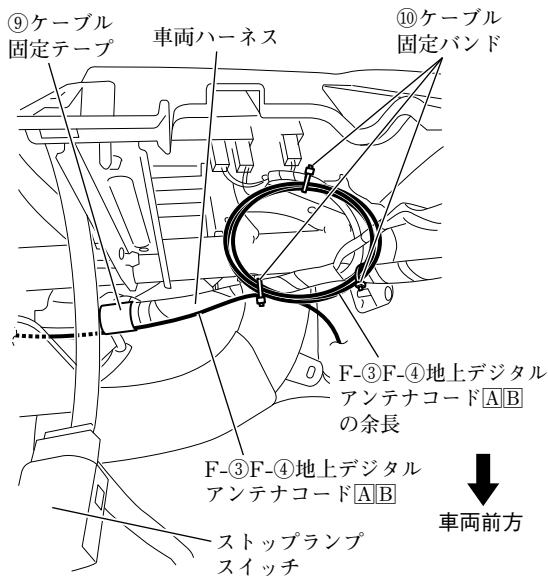 ⑨ケーブル
固定テープ
車両ハーネス
⑩ケーブル
固定バンド
F-③F-④地上デジタル
アンテナコードAB
の余長
F-③F-④地上デジタル
アンテナコードAB
車両前方
ストップランプ
スイッチ